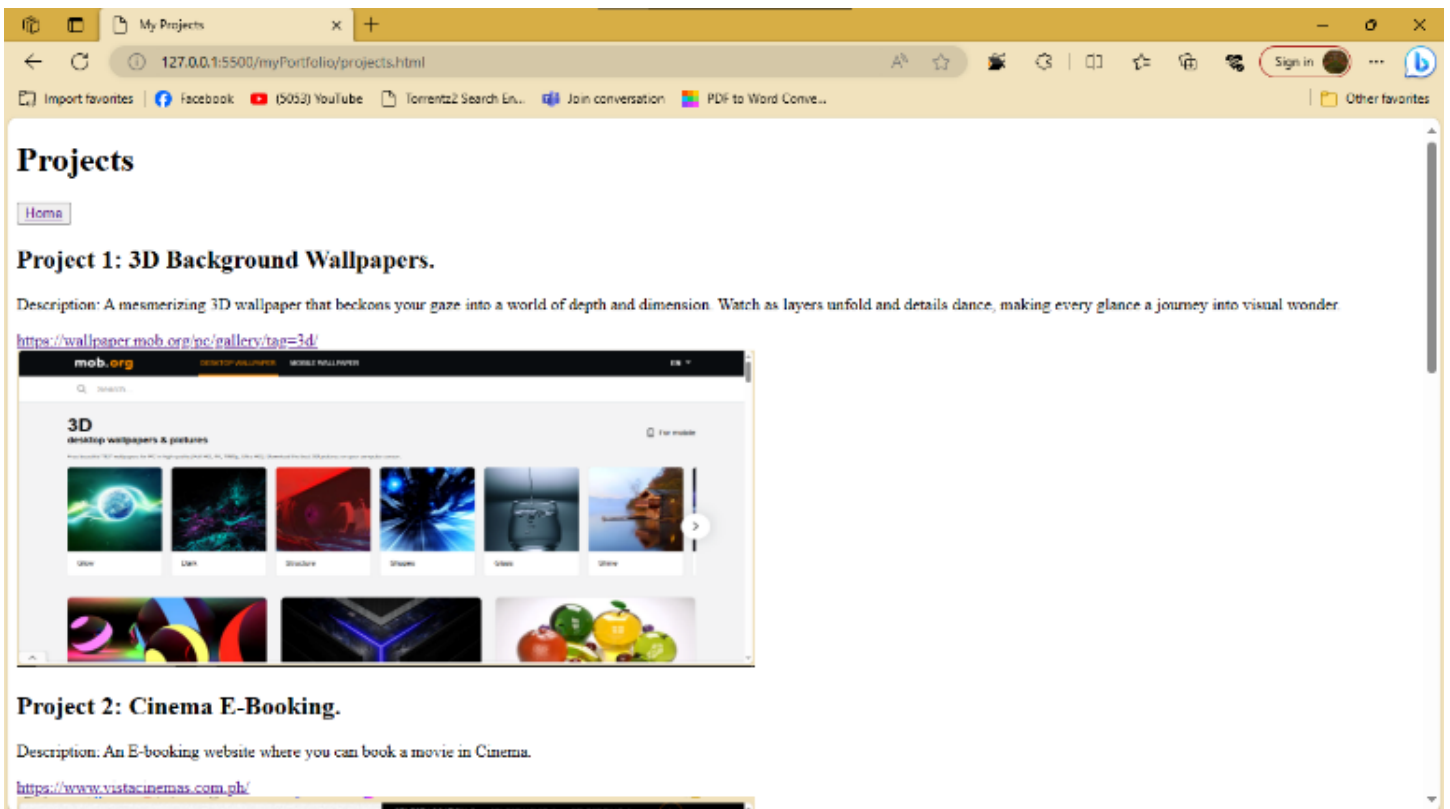 My Projects
127.0.0.1:5500/myPortfolio/projects.html
Sign in
Import favorites
Facebook
(5053) YouTube
Torrentz2 Search En...
Join conversation
PDF to Word Conve...
Other favorites
Projects
Home
Project 1: 3D Background Wallpapers.
Description: A mesmerizing 3D wallpaper that beckons your gaze into a world of depth and dimension. Watch as layers unfold and details dance, making every glance a journey into visual wonder.
https://wallpaper.mob.org/pc/gallery/tag=3d/
mob.org
DESKTOP WALLPAPER
MOBILE WALLPAPER
EN
Search...
3D
desktop wallpapers & pictures
For mobile
Glow
Dark
Structure
Shapes
Glass
Shine
Project 2: Cinema E-Booking.
Description: An E-booking website where you can book a movie in Cinema.
https://www.vistacinemas.com.ph/